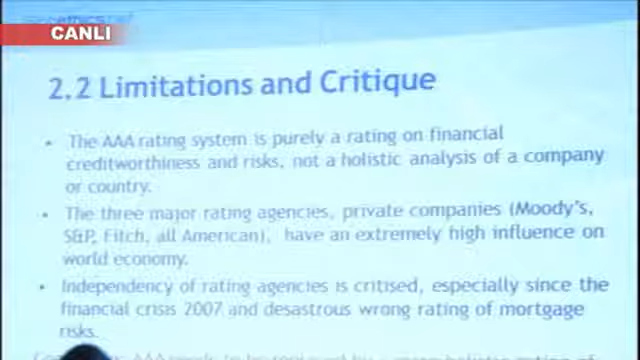 CANLI
2.2 Limitations and Critique
• The AAA rating system is purely a rating on financial
creditworthiness and risks, not a holistic analysis of a company
or country.
• The three major rating agencies, private companies (Moody's,
S&P, Fitch, all American), have an extremely high influence on
world economy.
• Independency of rating agencies is critised, especially since the
financial crisis 2007 and desastrous wrong rating of mortgage
risks.